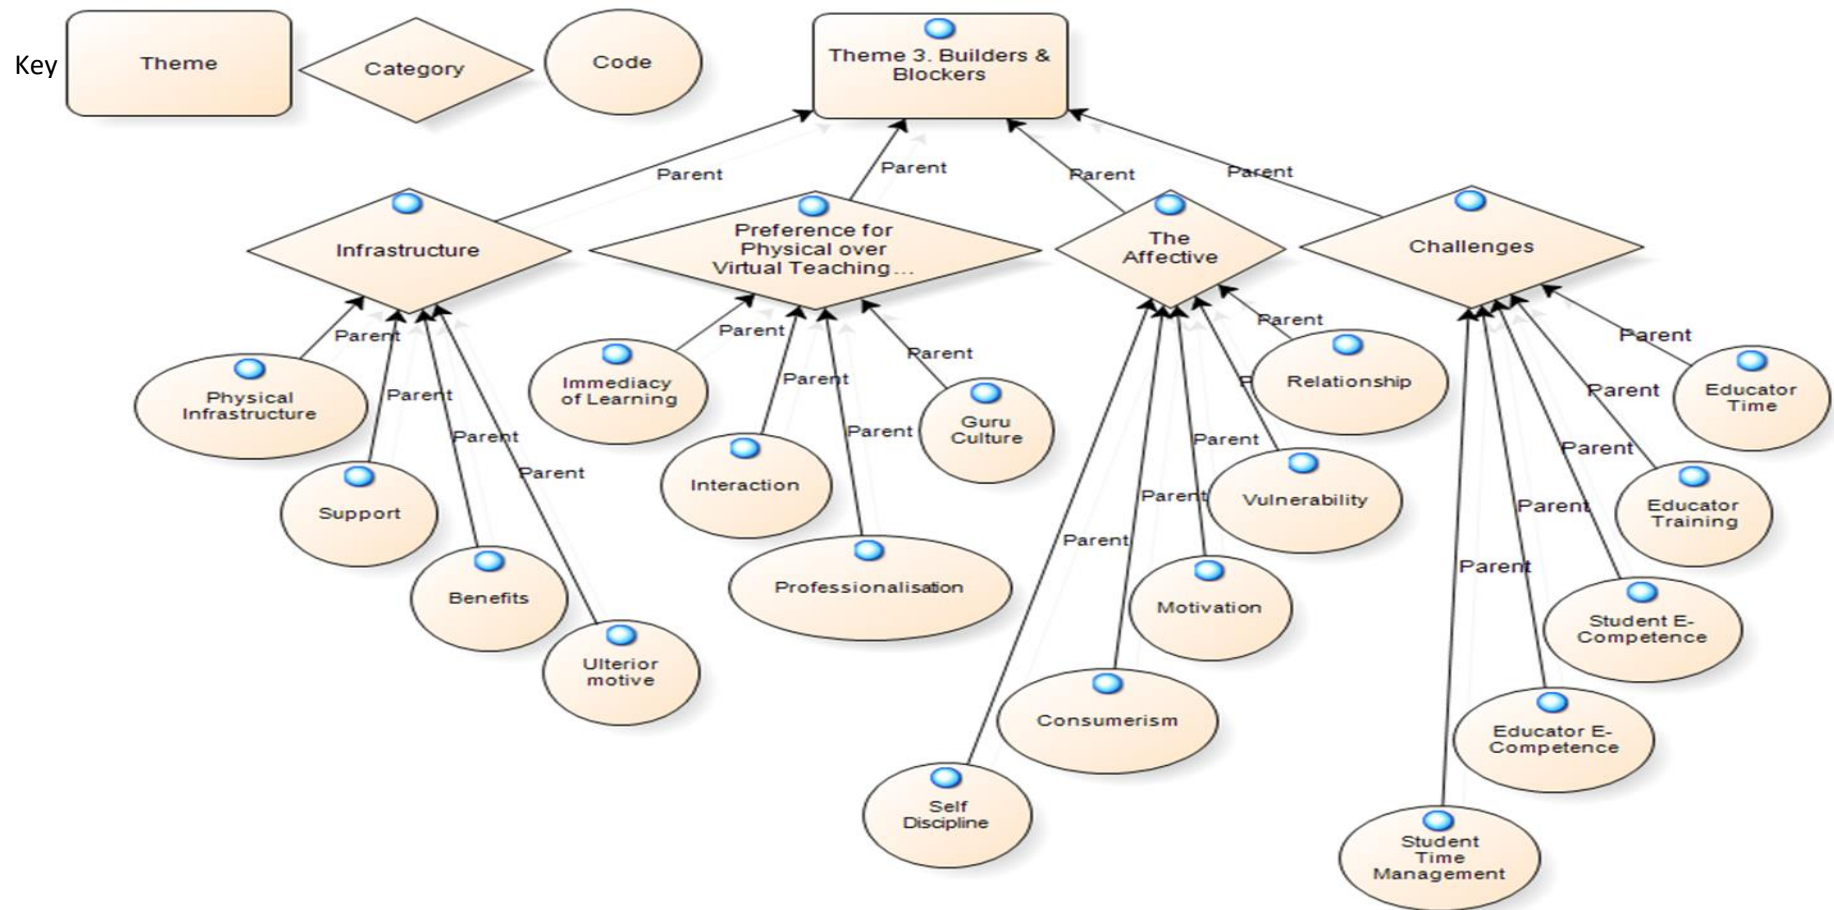 Key
Theme
Category
Code
Theme 3. Builders &
Blockers
Parent
Parent
Parent
Parent
Infrastructure
Preference for
Physical over
Virtual Teaching...
The
Affective
Challenges
Parent
Parent
Parent
Parent
Physical
Infrastructure
Support
Benefits
Ulterior
motive
Parent
Parent
Parent
Parent
Immediacy
of Learning
Interaction
Professionalisation
Guru
Culture
Parent
P
Parent
Parent
Parent
Relationship
Vulnerability
Motivation
Consumerism
Self
Discipline
Parent
Parent
Parent
Parent
Parent
Educator
Time
Educator
Training
Student E-
Competence
Educator E-
Competence
Student
Time
Management